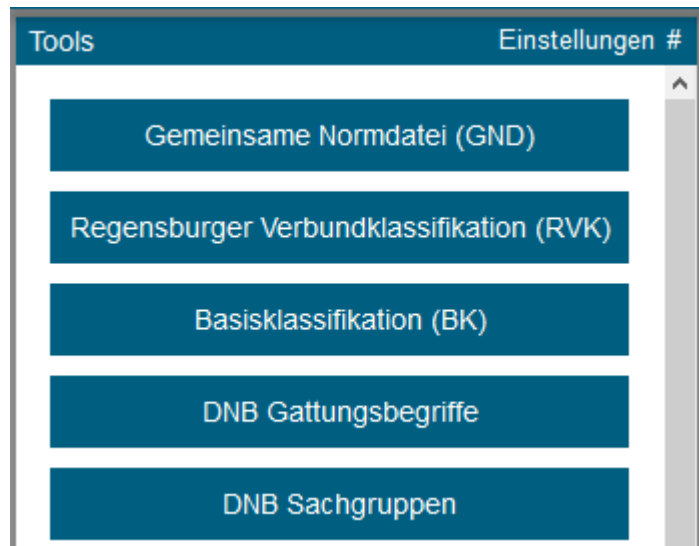 Tools Einstellungen #
Gemeinsame Normdatei (GND)
Regensburger Verbundklassifikation (RVK)
Basisklassifikation (BK)
DNB Gattungsbegriffe
DNB Sachgruppen